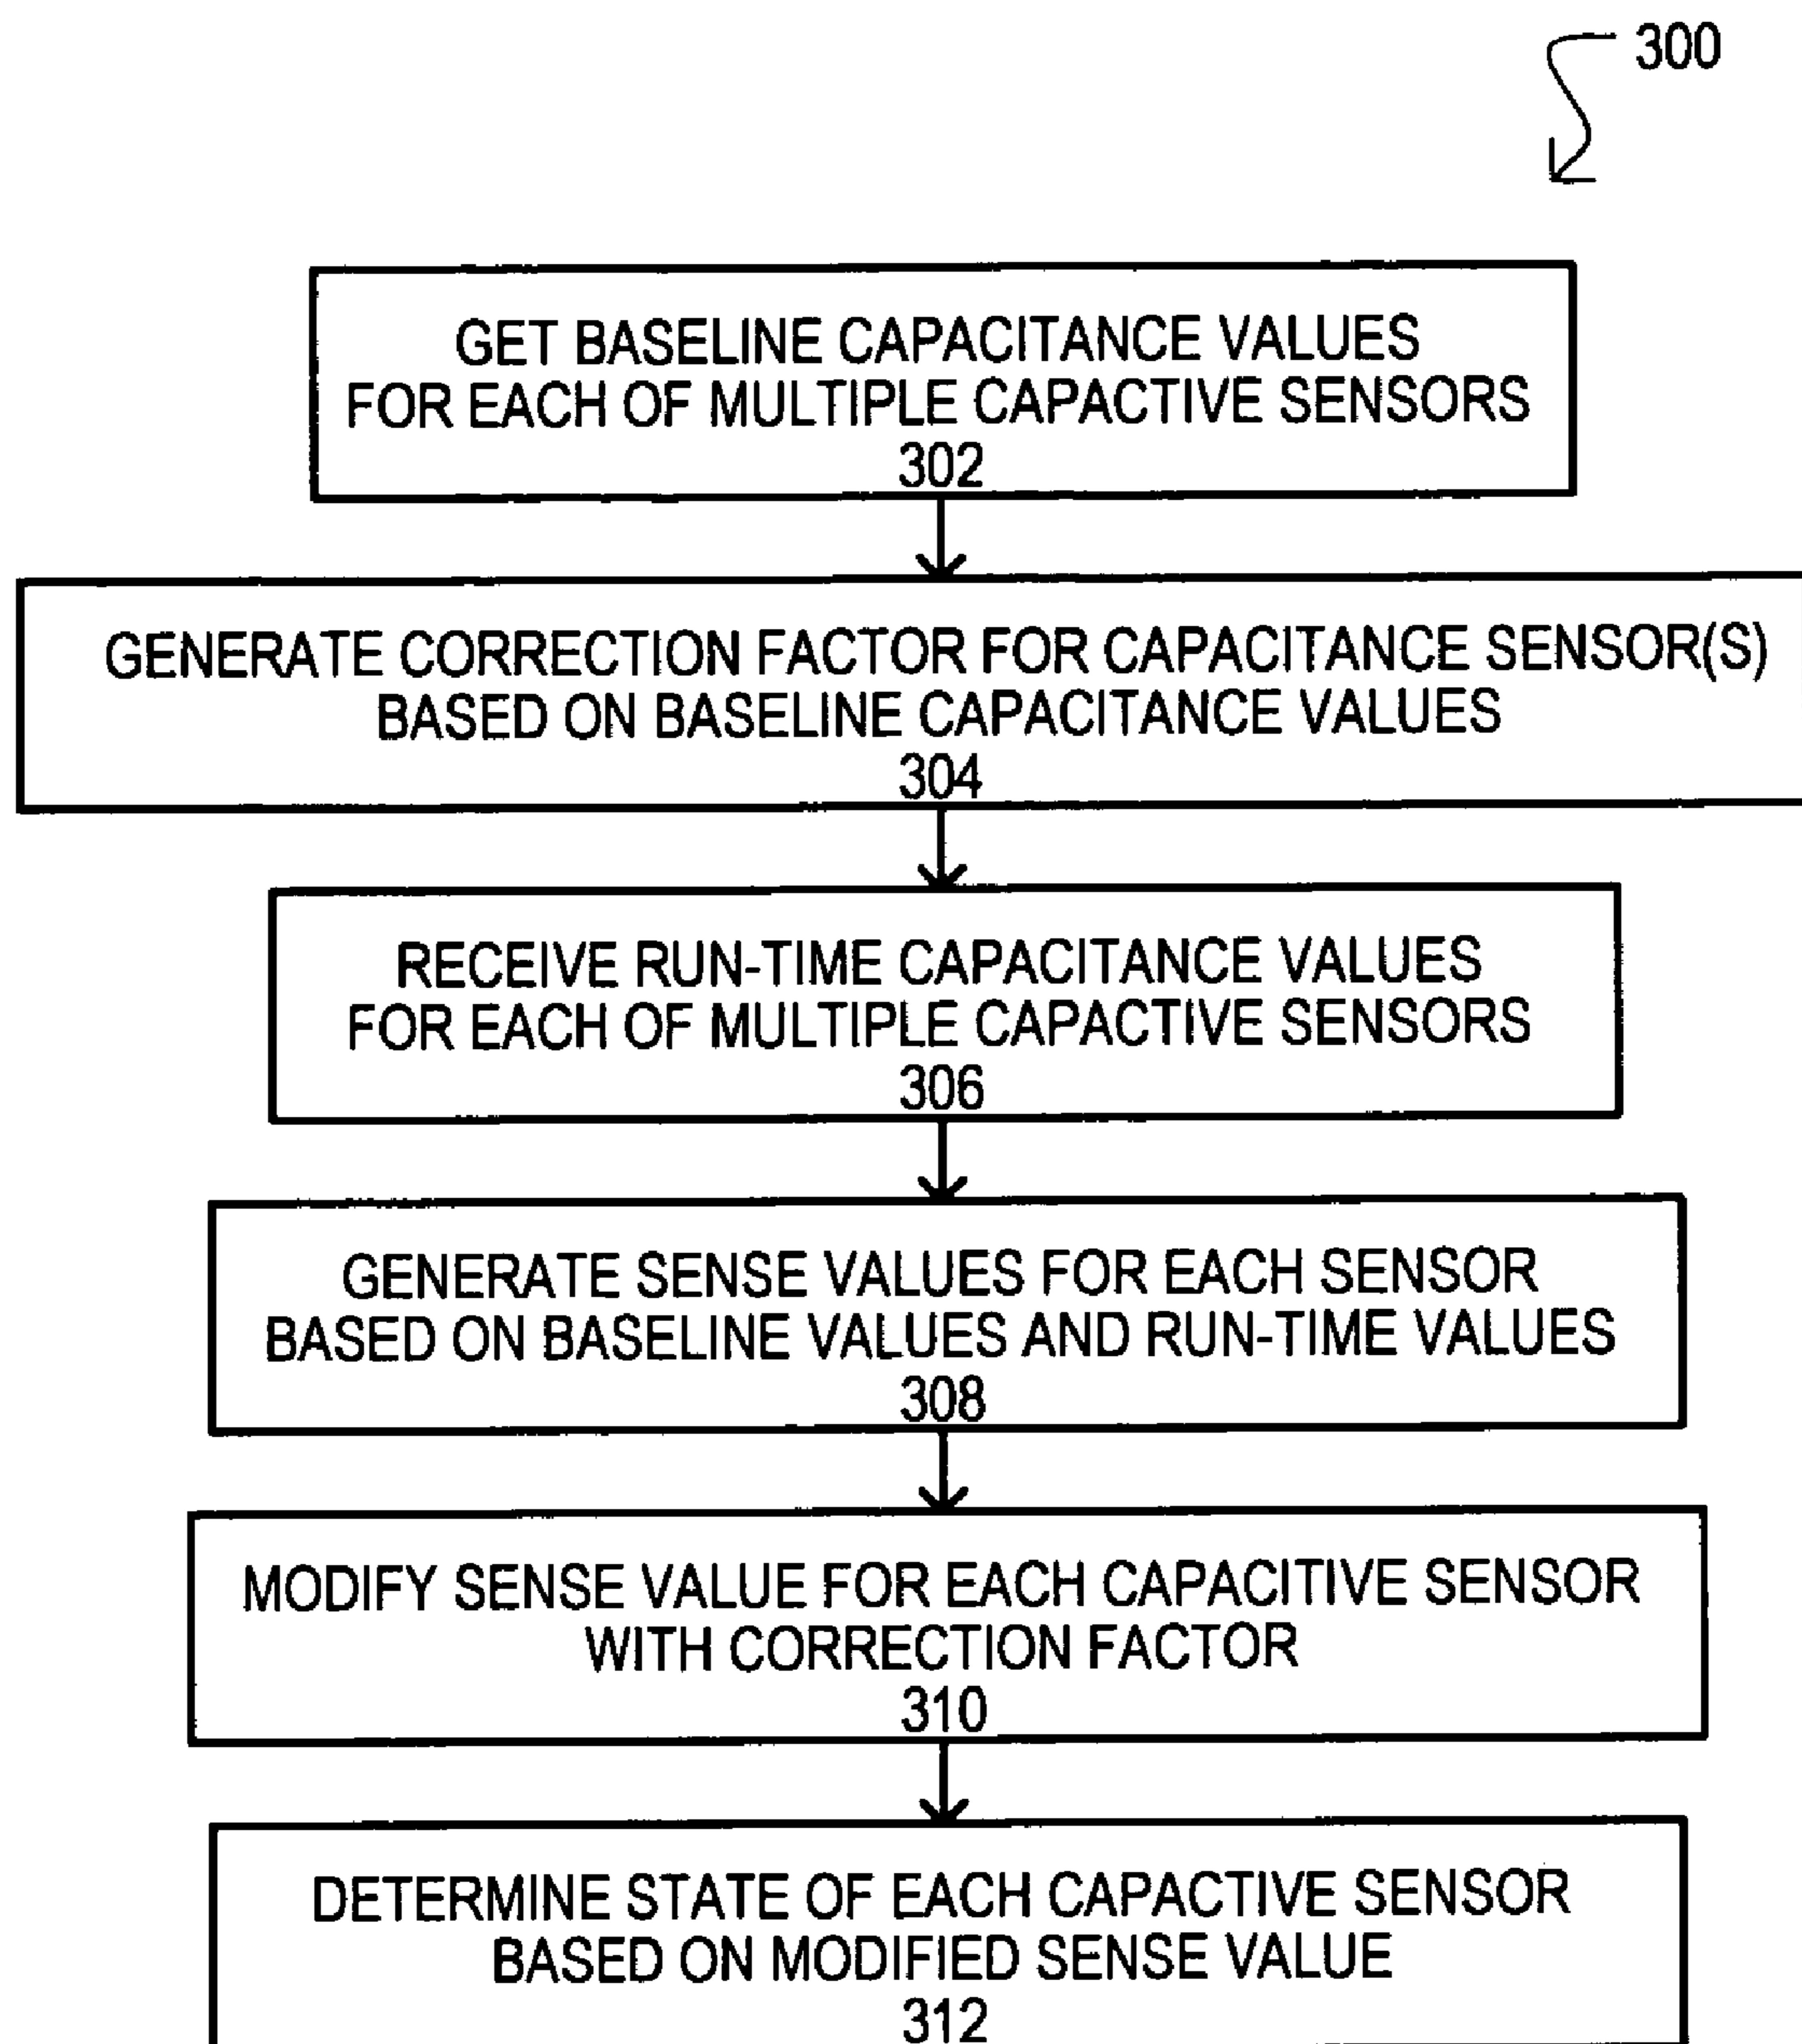 300
GET BASELINE CAPACITANCE VALUES
FOR EACH OF MULTIPLE CAPACTIVE SENSORS
302
GENERATE CORRECTION FACTOR FOR CAPACITANCE SENSOR(S)
BASED ON BASELINE CAPACITANCE VALUES
304
RECEIVE RUN-TIME CAPACITANCE VALUES
FOR EACH OF MULTIPLE CAPACTIVE SENSORS
306
GENERATE SENSE VALUES FOR EACH SENSOR
BASED ON BASELINE VALUES AND RUN-TIME VALUES
308
MODIFY SENSE VALUE FOR EACH CAPACITIVE SENSOR
WITH CORRECTION FACTOR
310
DETERMINE STATE OF EACH CAPACTIVE SENSOR
BASED ON MODIFIED SENSE VALUE
312